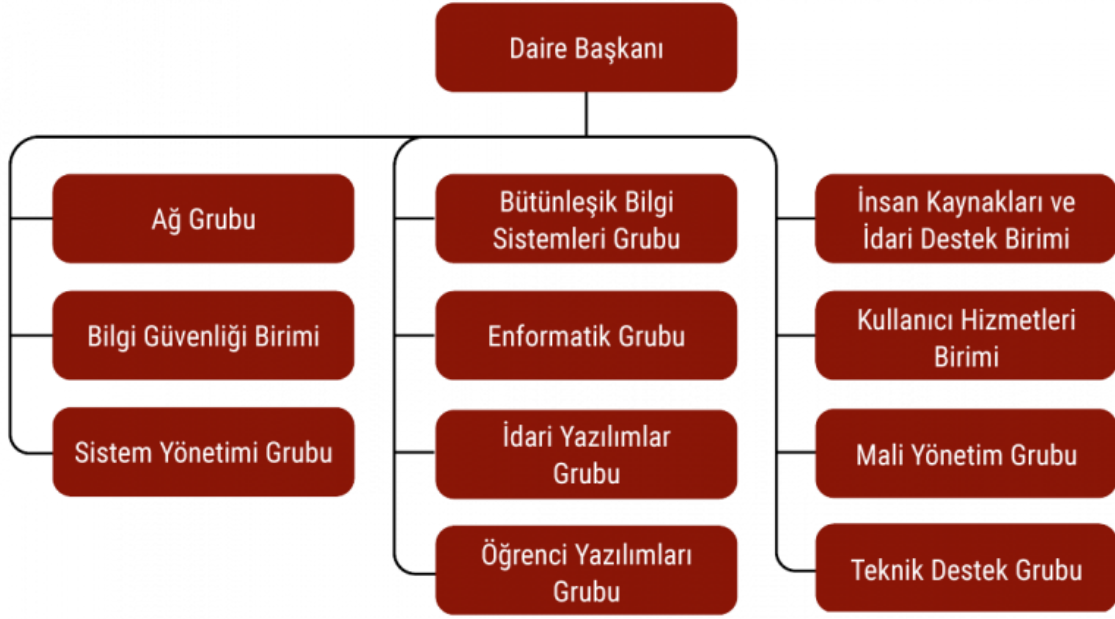 Daire Başkanı
Ağ Grubu
Bilgi Güvenliği Birimi
Sistem Yönetimi Grubu
Bütünleşik Bilgi
Sistemleri Grubu
Enformatik Grubu
İdari Yazılımlar
Grubu
Öğrenci Yazılımları
Grubu
İnsan Kaynakları ve
İdari Destek Birimi
Kullanıcı Hizmetleri
Birimi
Mali Yönetim Grubu
Teknik Destek Grubu